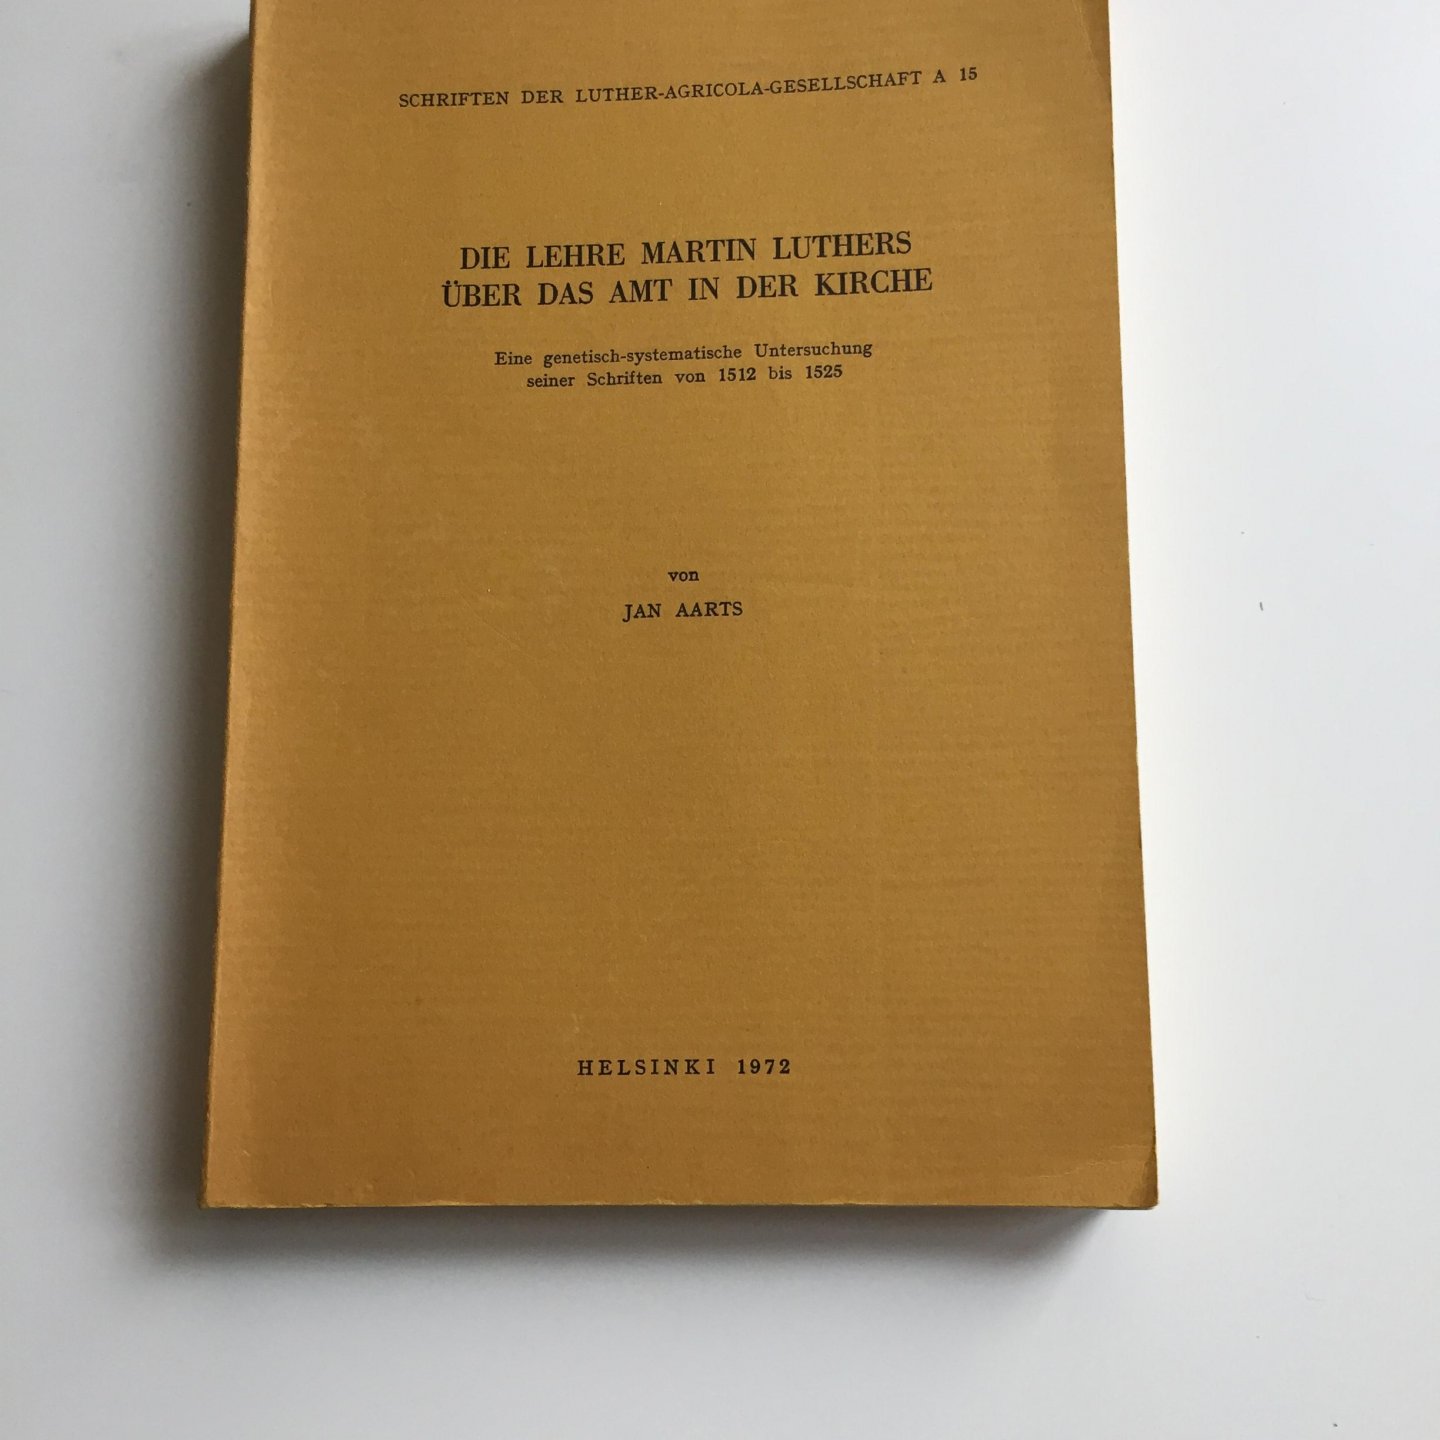 SCHRIFTEN DER LUTHER-AGRICOLA-GESELLSCHAFT A 15
DIE LEHRE MARTIN LUTHERS
ÜBER DAS AMT IN DER KIRCHE
Eine genetisch-systematische Untersuchung
seiner Schriften von 1512 bis 1525
von
JAN AARTS
HELSINKI 1972